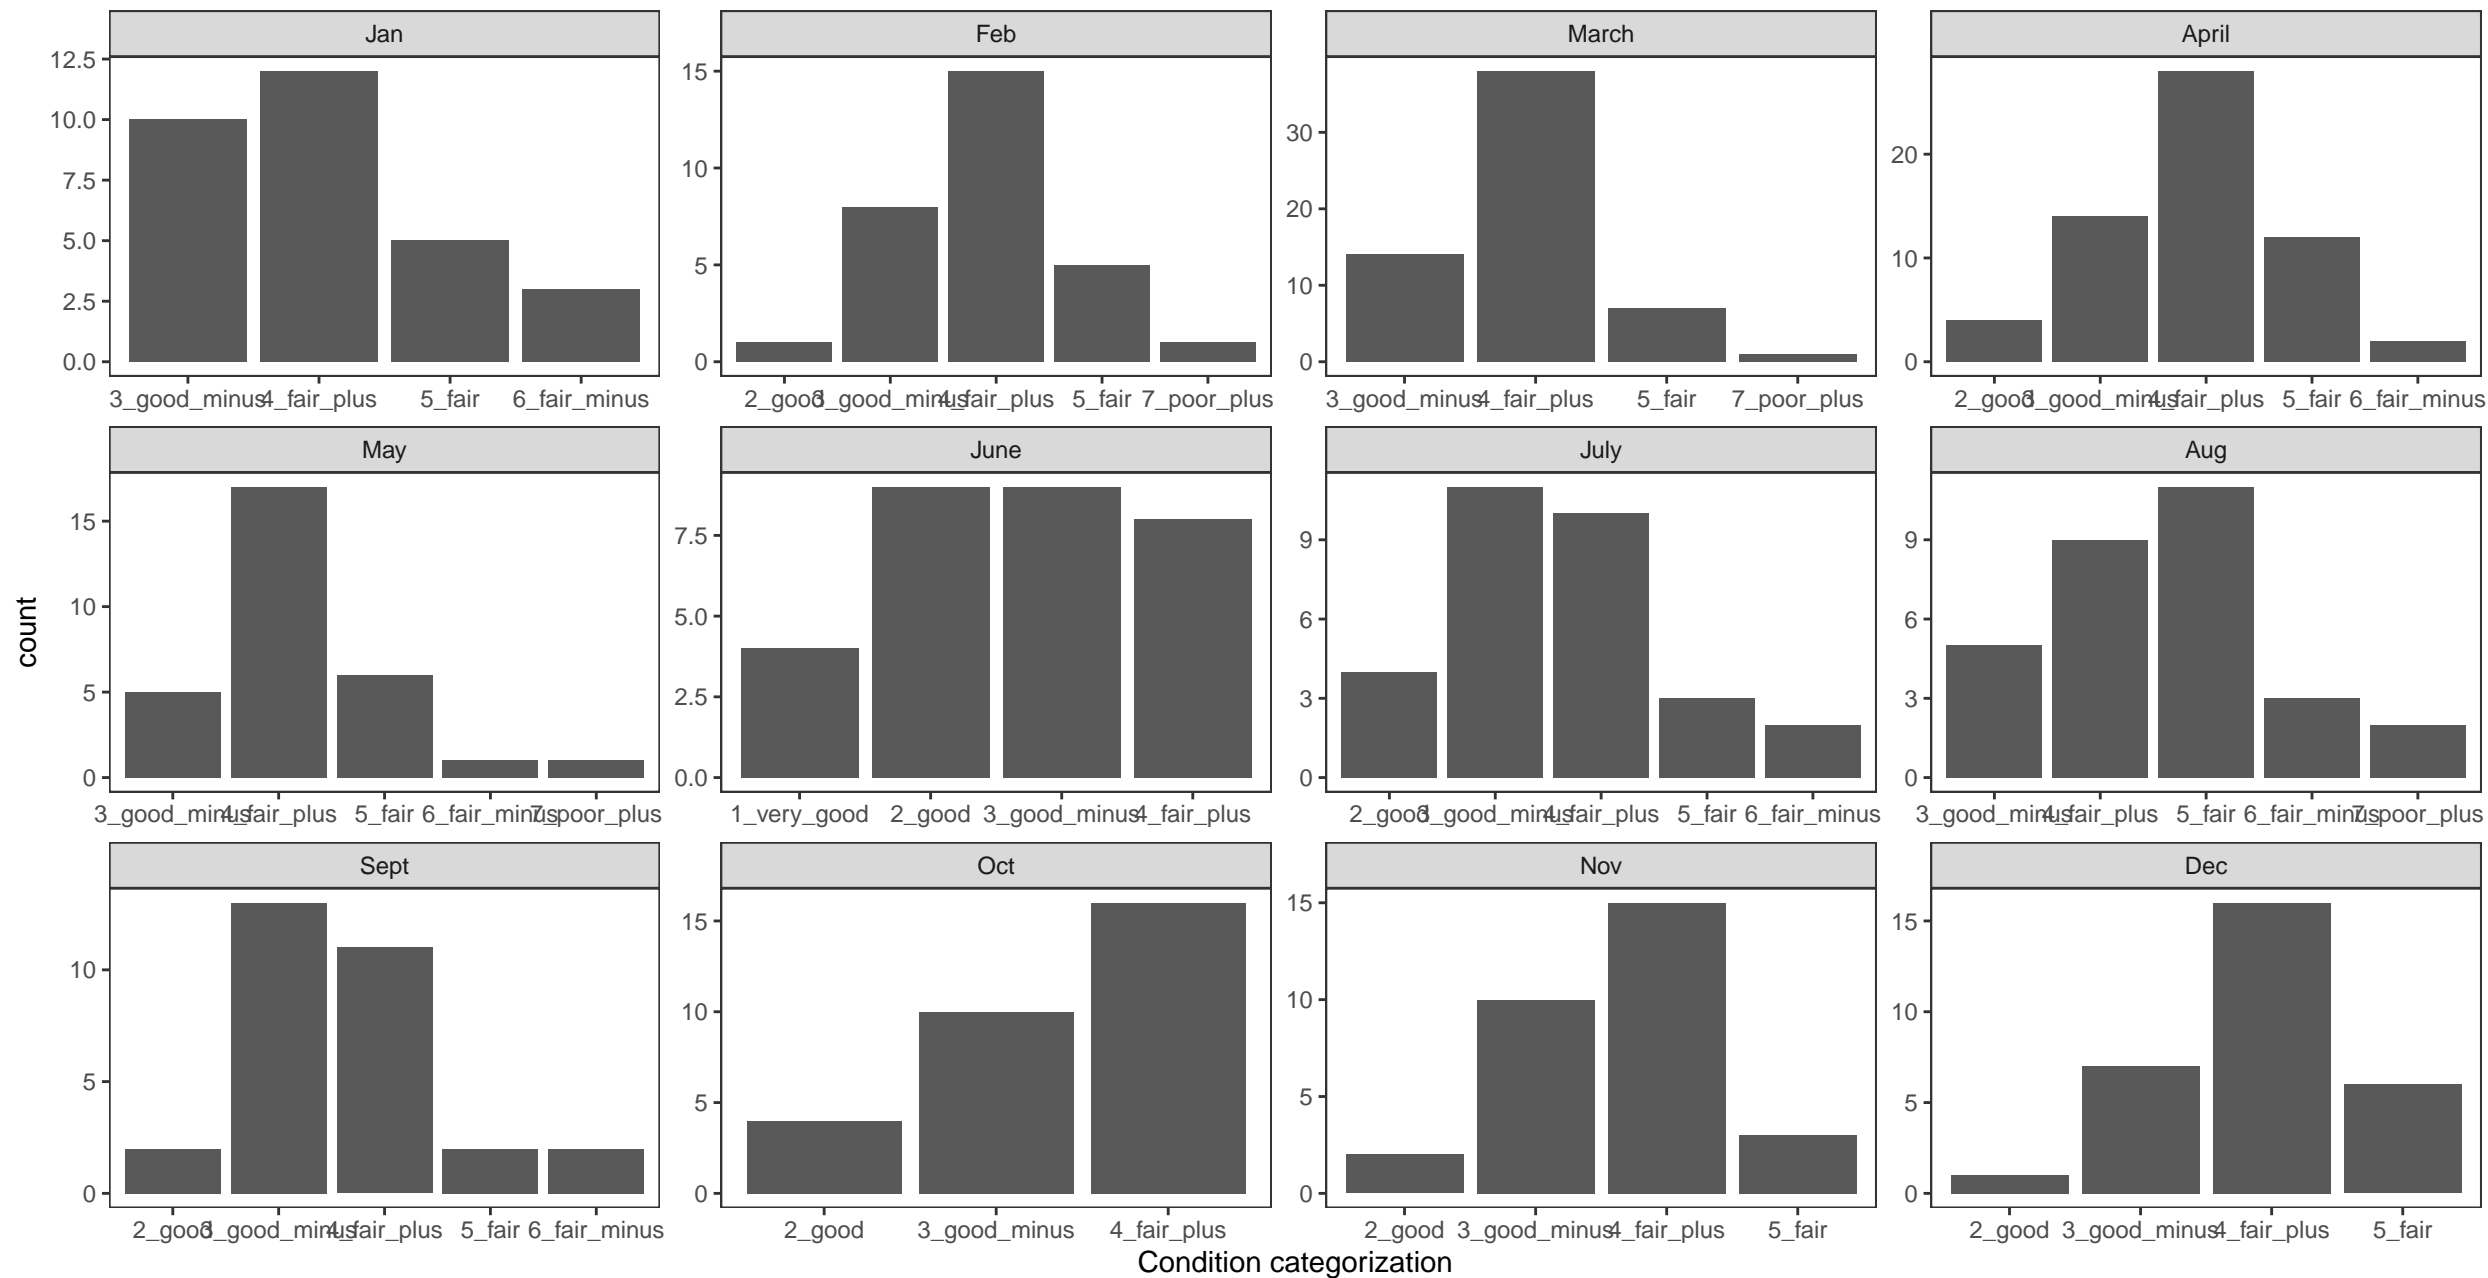 Jan Feb March April
12.5
10.0
7.5
5.0
2.5
0.0
15
10
5
0
30
20
10
0
20
10
0
3_good_minus 4_fair_plus 5_fair 6_fair_minus
2_good 3_good_minus 4_fair_plus 5_fair 7_poor_plus
3_good_minus 4_fair_plus 5_fair 7_poor_plus
2_good 3_good_minus 4_fair_plus 5_fair 6_fair_minus
May June July Aug
count
15
10
5
0
7.5
5.0
2.5
0.0
9
6
3
0
9
6
3
0
3_good_minus 4_fair_plus 5_fair 6_fair_minus 7_poor_plus
1_very_good 2_good 3_good_minus 4_fair_plus
2_good 3_good_minus 4_fair_plus 5_fair 6_fair_minus
3_good_minus 4_fair_plus 5_fair 6_fair_minus 7_poor_plus
Sept Oct Nov Dec
10
5
0
15
10
5
0
15
10
5
0
15
10
5
0
2_good 3_good_minus 4_fair_plus 5_fair 6_fair_minus
2_good 3_good_minus 4_fair_plus
2_good 3_good_minus 4_fair_plus 5_fair
2_good 3_good_minus 4_fair_plus 5_fair
Condition categorization